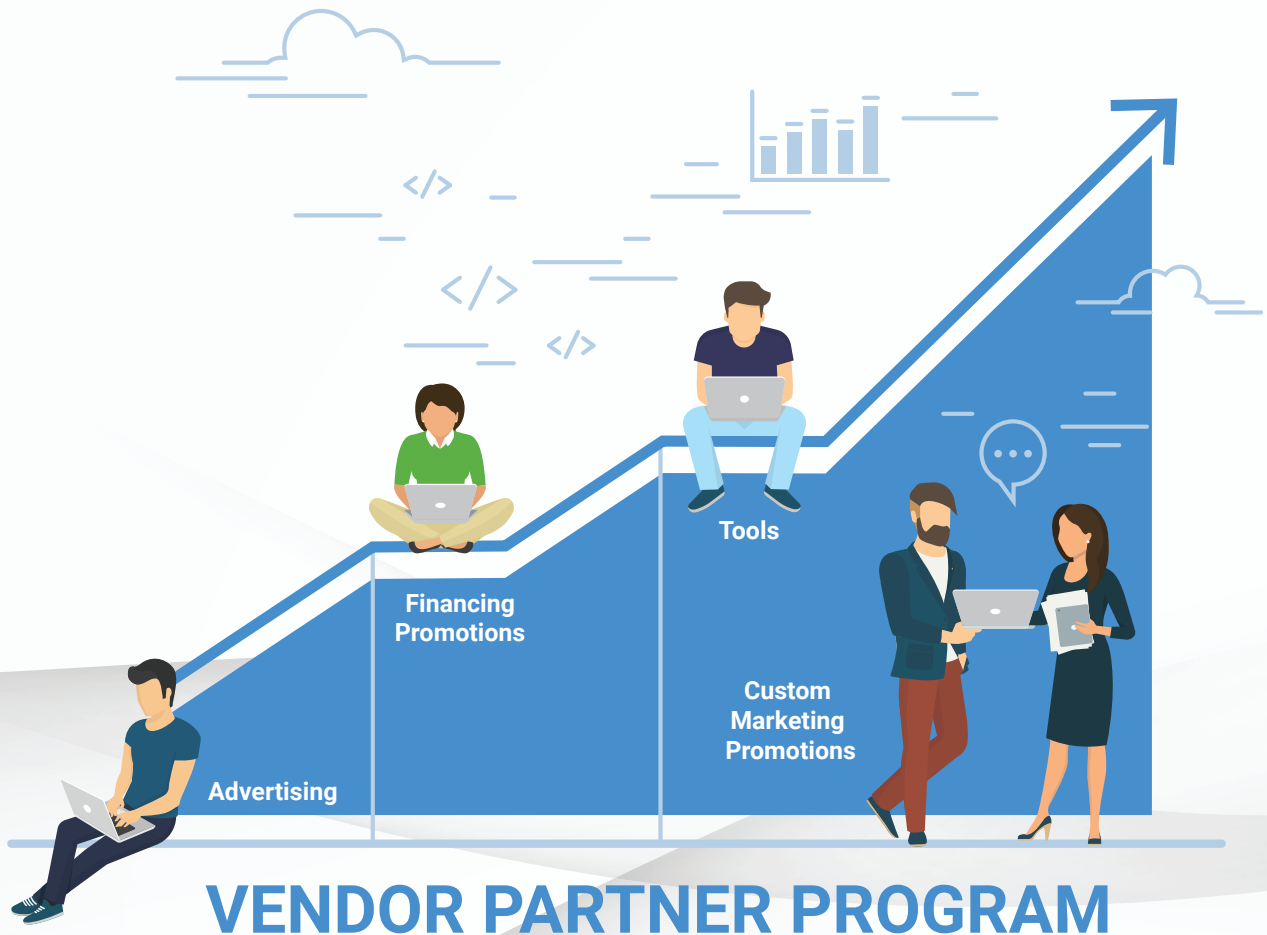 Tools
Financing
Promotions
Custom
Marketing
Promotions
Advertising
VENDOR PARTNER PROGRAM